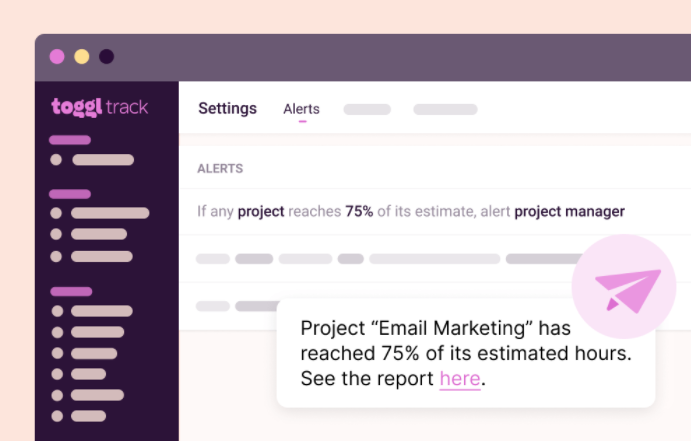 toggl track
Settings
Alerts
ALERTS
If any project reaches 75% of its estimate, alert project manager
Project “Email Marketing” has
reached 75% of its estimated hours.
See the report here.